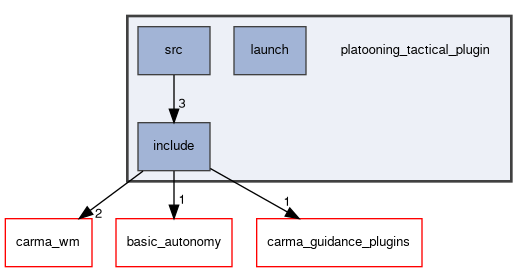 src
launch
platooning_tactical_plugin
3
include
2
1
1
carma_wm
basic_autonomy
carma_guidance_plugins